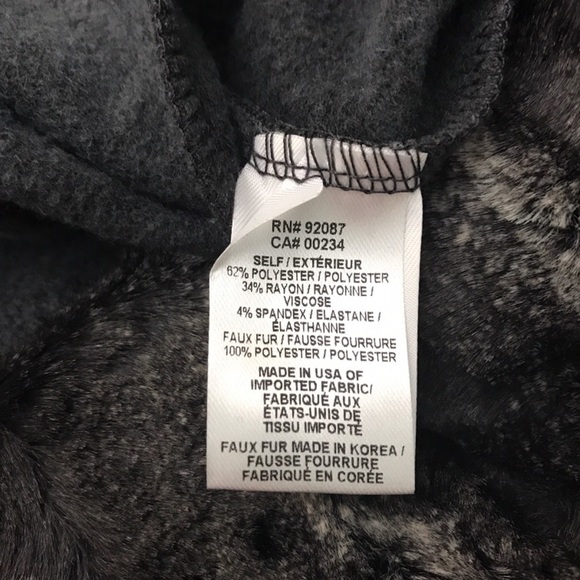 RN# 92087
CA# 00234
SELF / EXTÉRIEUR
62% POLYESTER / POLYESTER
34% RAYON / RAYONNE /
VISCOSE
4% SPANDEX / ELASTANE /
ÉLASTHANNE
FAUX FUR / FAUSSE FOURRURE
100% POLYESTER / POLYESTER
MADE IN USA OF
IMPORTED FABRIC/
FABRIQUÉ AUX
ÉTATS-UNIS DE
TISSU IMPORTÉ
FAUX FUR MADE IN KOREA /
FAUSSE FOURRURE
FABRIQUÉ EN CORÉE